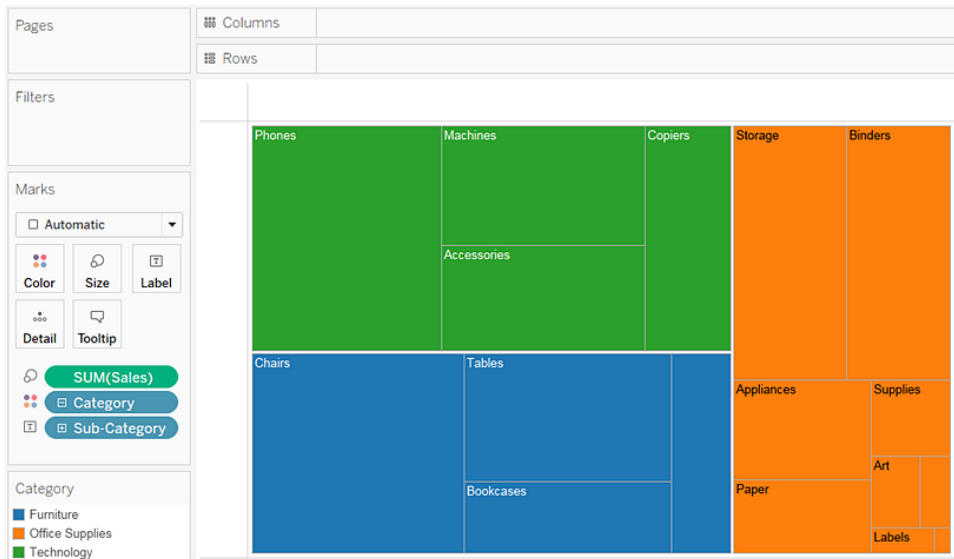 Pages
Columns
Rows
Filters
Marks
Automatic
Color
Size
Label
Detail
Tooltip
SUM(Sales)
Category
Sub-Category
Category
Furniture
Office Supplies
Technology
Phones
Machines
Copiers
Storage
Binders
Accessories
Chairs
Tables
Appliances
Supplies
Art
Bookcases
Paper
Labels